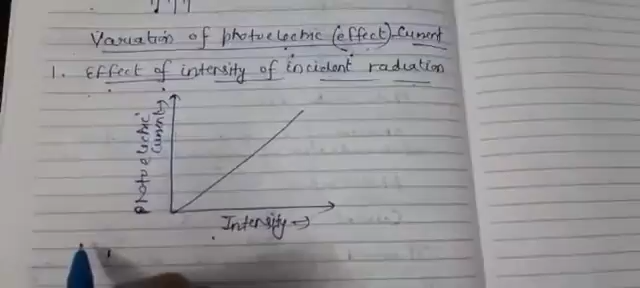 Variation of photoelectric (effect) Current
1. Effect of intensity of incident radiation
photoelectric
Current→
Intensity →